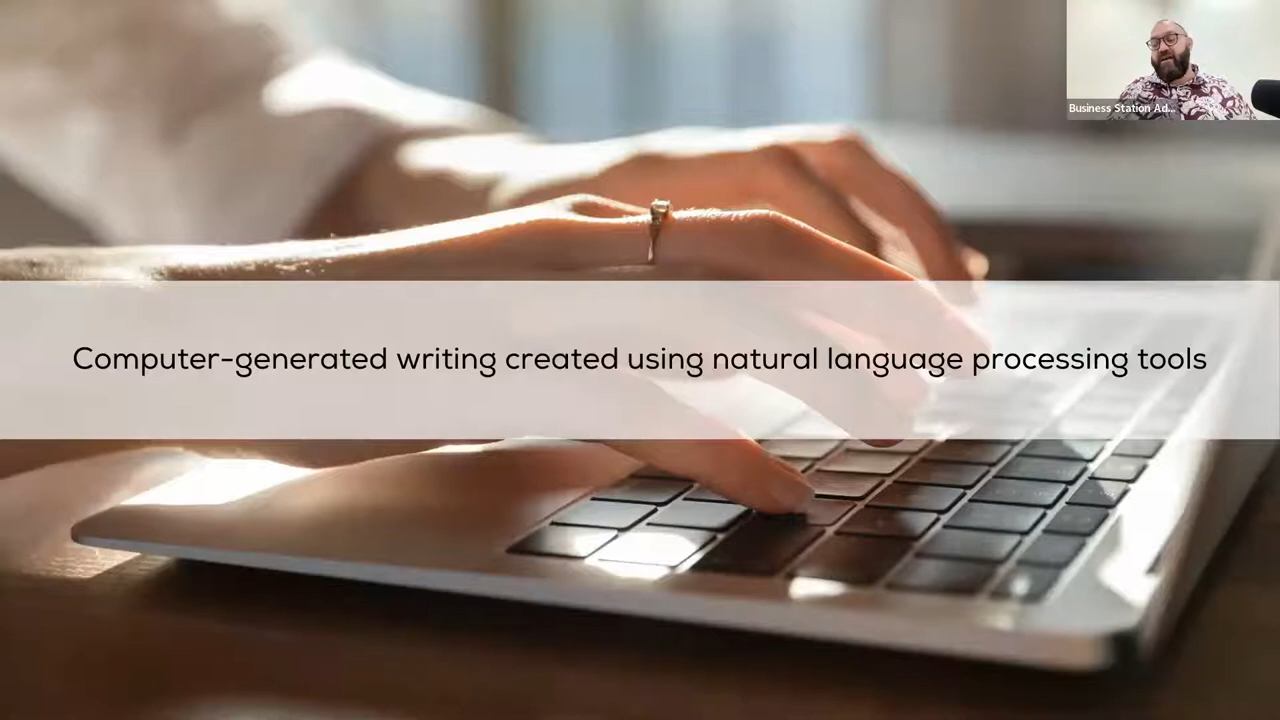 Business Station Ad...
Computer-generated writing created using natural language processing tools